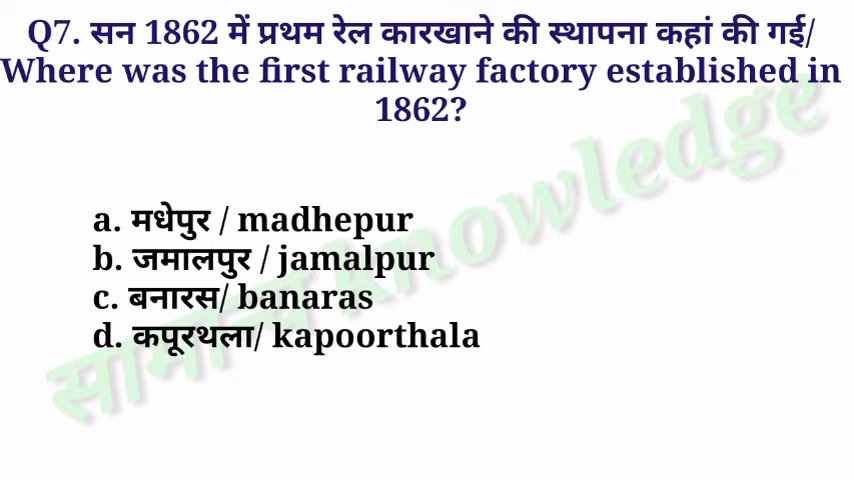 Q7. सन 1862 में प्रथम रेल कारखाने की स्थापना कहां की गई/
Where was the first railway factory established in
1862?
a. मधेपुर / madhepur
b. जमालपुर / jamalpur
c. बनारस/ banaras
d. कपूरथला/ kapoorthala
सामान्य knowledge